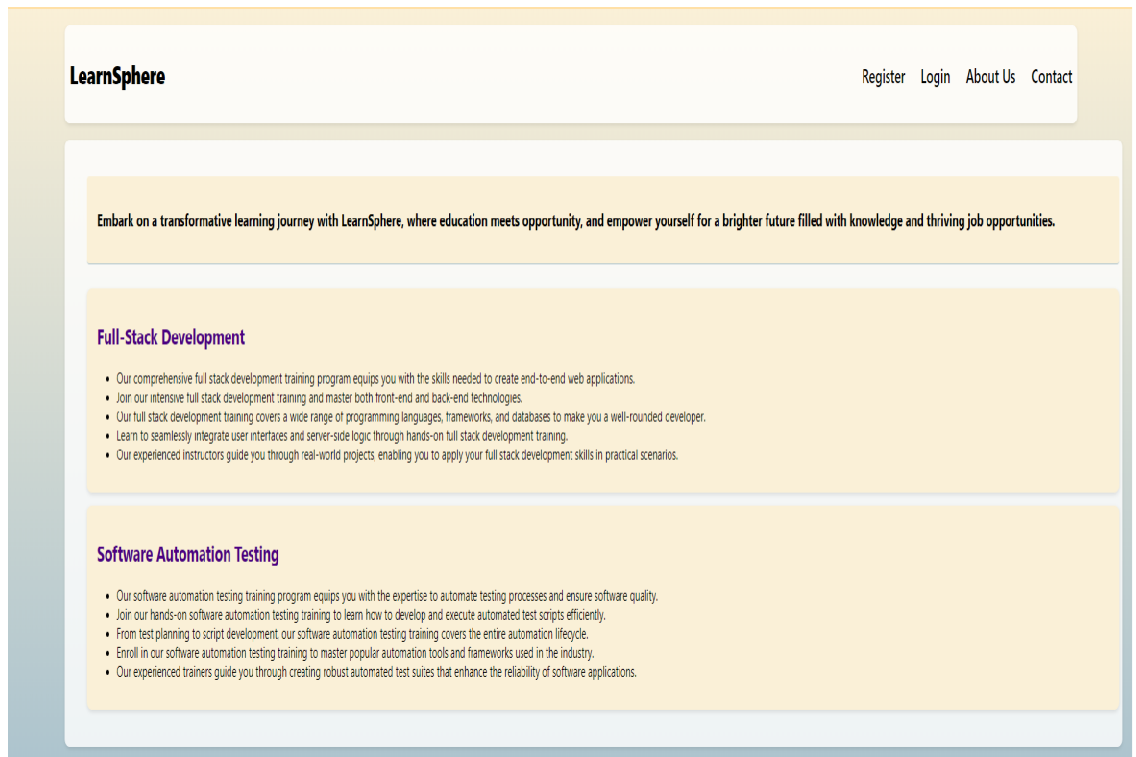 LearnSphere
Register Login About Us Contact
Embark on a transformative learning journey with LearnSphere, where education meets opportunity, and empower yourself for a brighter future filled with knowledge and thriving job opportunities.
Full-Stack Development
• Our comprehensive full stack development training program equips you with the skills needed to create end-to-end web applications.
• Join our intensive full stack development training and master both front-end and back-end technologies.
• Our full stack development training covers a wide range of programming languages, frameworks, and databases to make you a well-rounded developer.
• Learn to seamlessly integrate user interfaces and server-side logic through hands-on full stack development training.
• Our experienced instructors guide you through real-world projects, enabling you to apply your full stack development skills in practical scenarios.
Software Automation Testing
• Our software automation testing training program equips you with the expertise to automate testing processes and ensure software quality.
• Join our hands-on software automation testing training to learn how to develop and execute automated test scripts efficiently.
• From test planning to script development, our software automation testing training covers the entire automation lifecycle.
• Enroll in our software automation testing training to master popular automation tools and frameworks used in the industry.
• Our experienced trainers guide you through creating robust automated test suites that enhance the reliability of software applications.